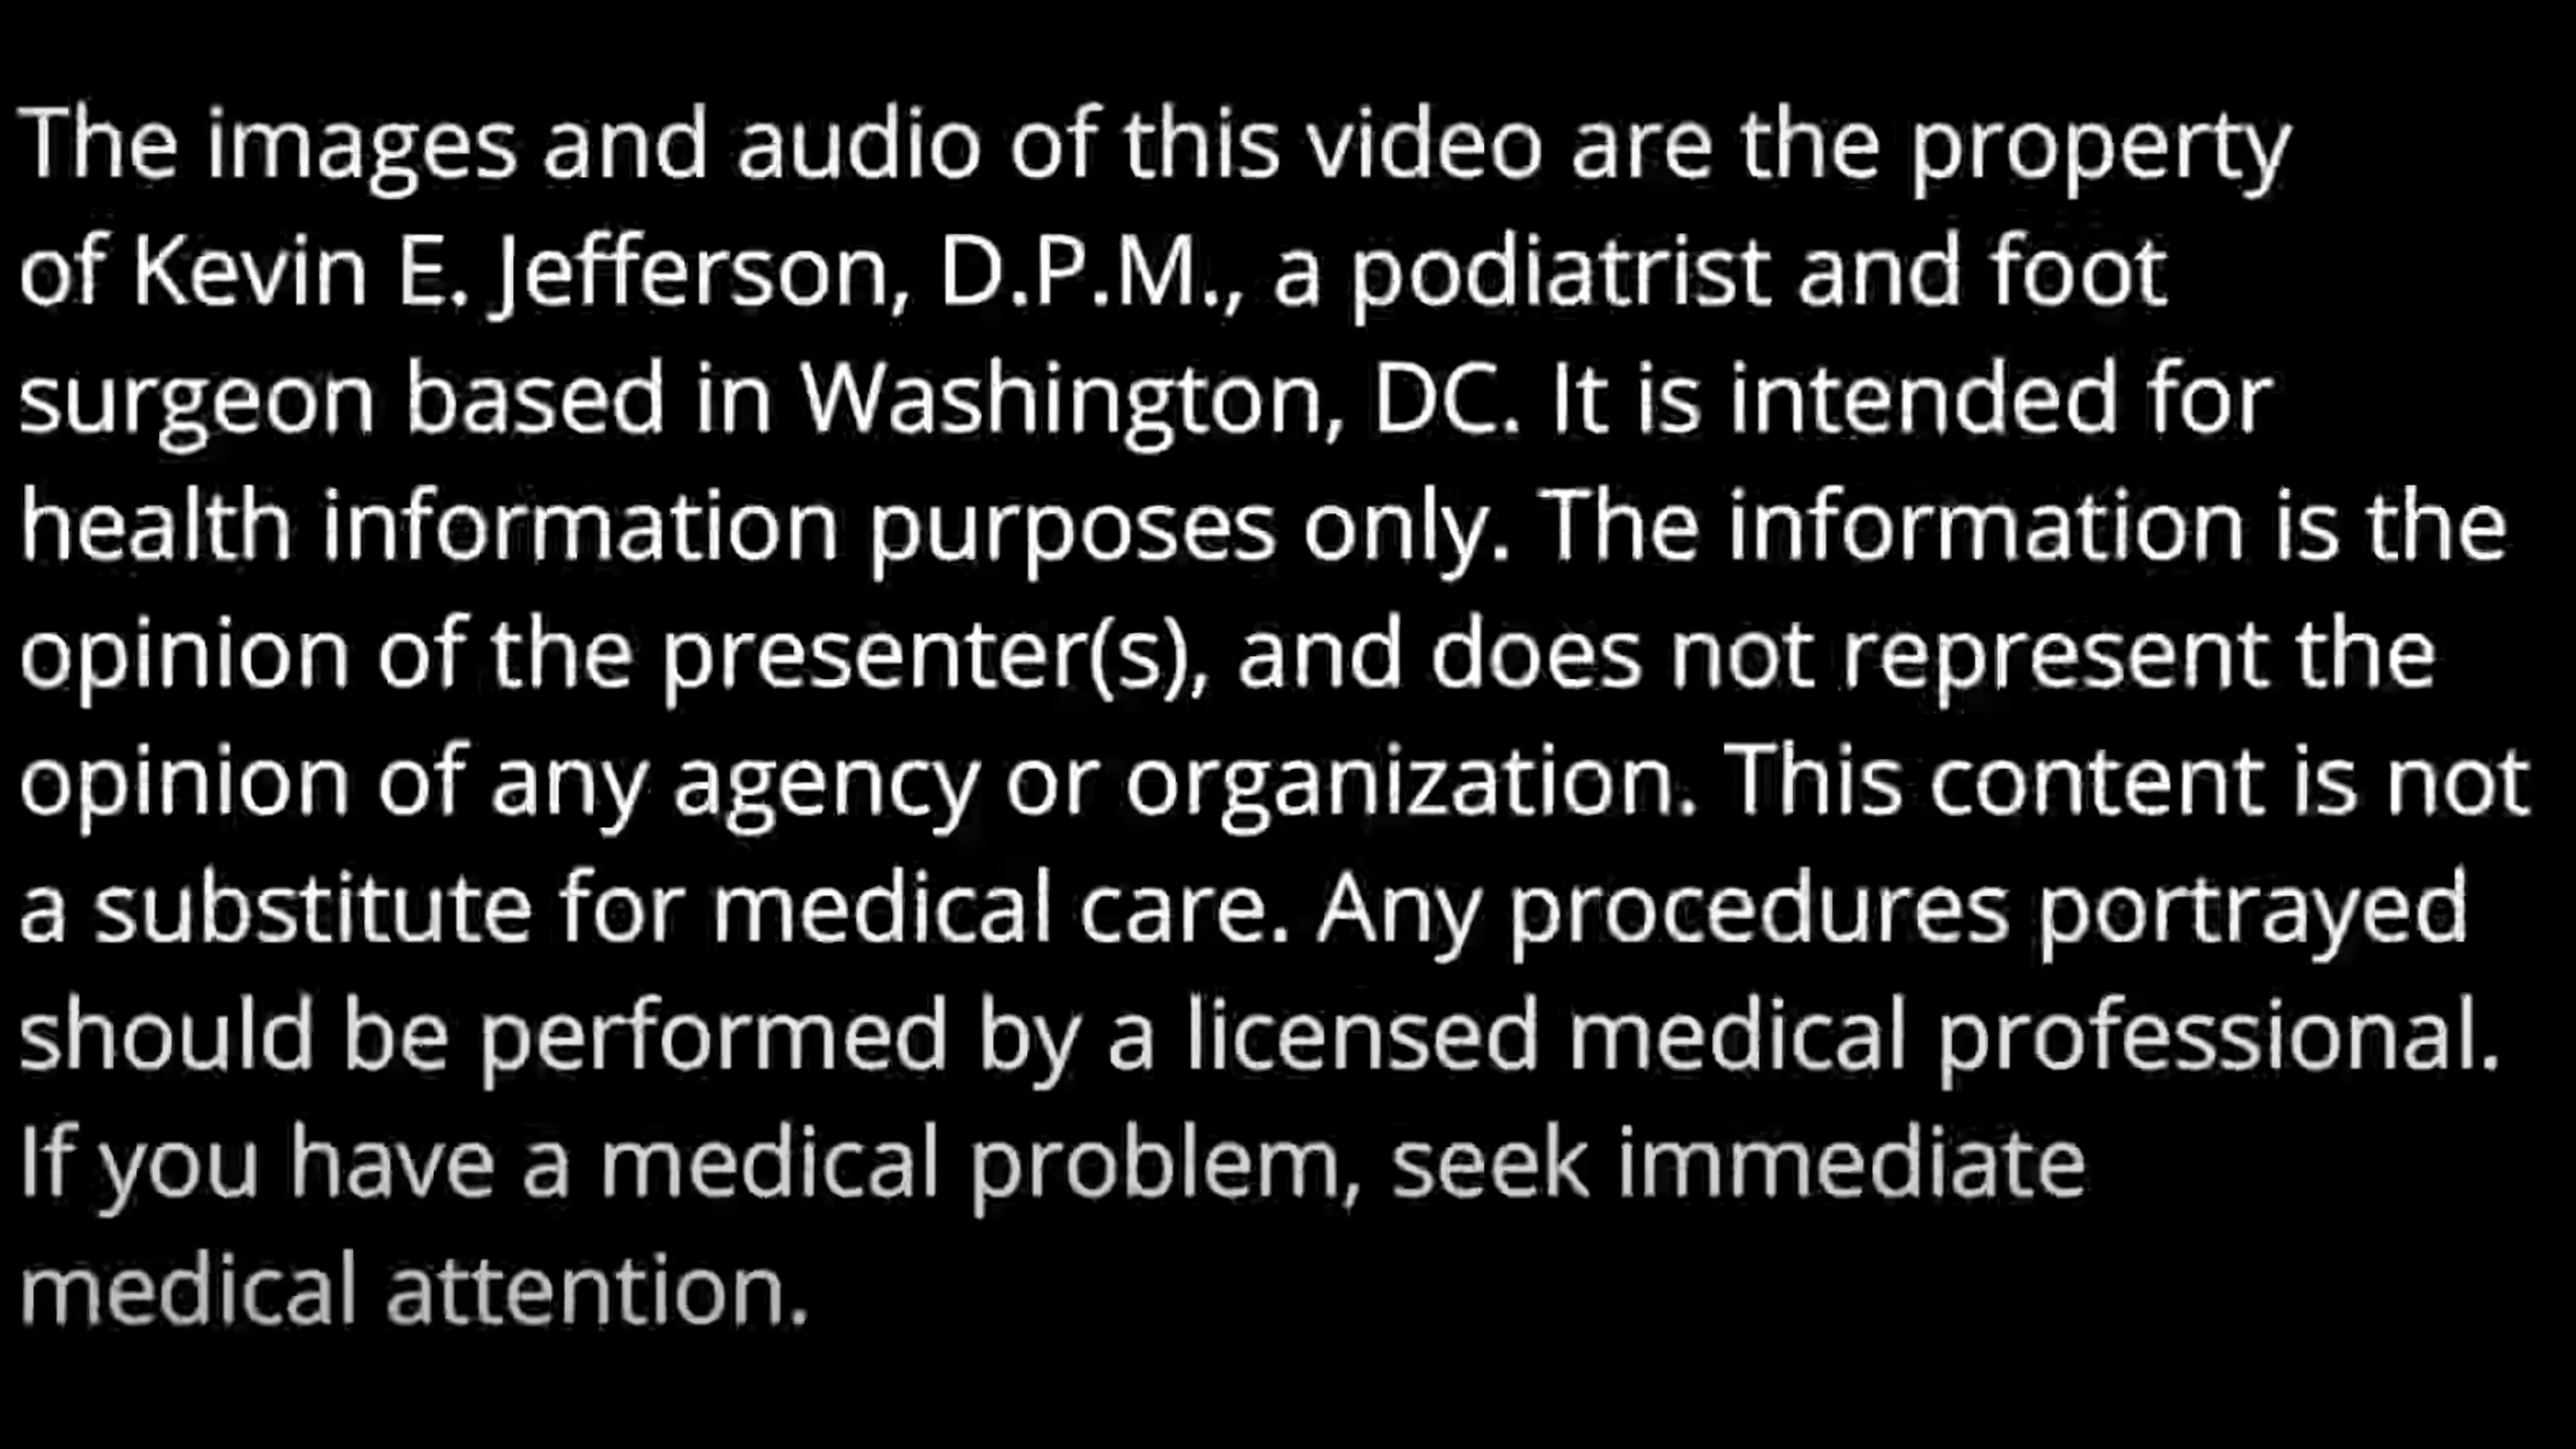 The images and audio of this video are the property
of Kevin E. Jefferson, D.P.M., a podiatrist and foot
surgeon based in Washington, DC. It is intended for
health information purposes only. The information is the
opinion of the presenter(s), and does not represent the
opinion of any agency or organization. This content is not
a substitute for medical care. Any procedures portrayed
should be performed by a licensed medical professional.
If you have a medical problem, seek immediate
medical attention.